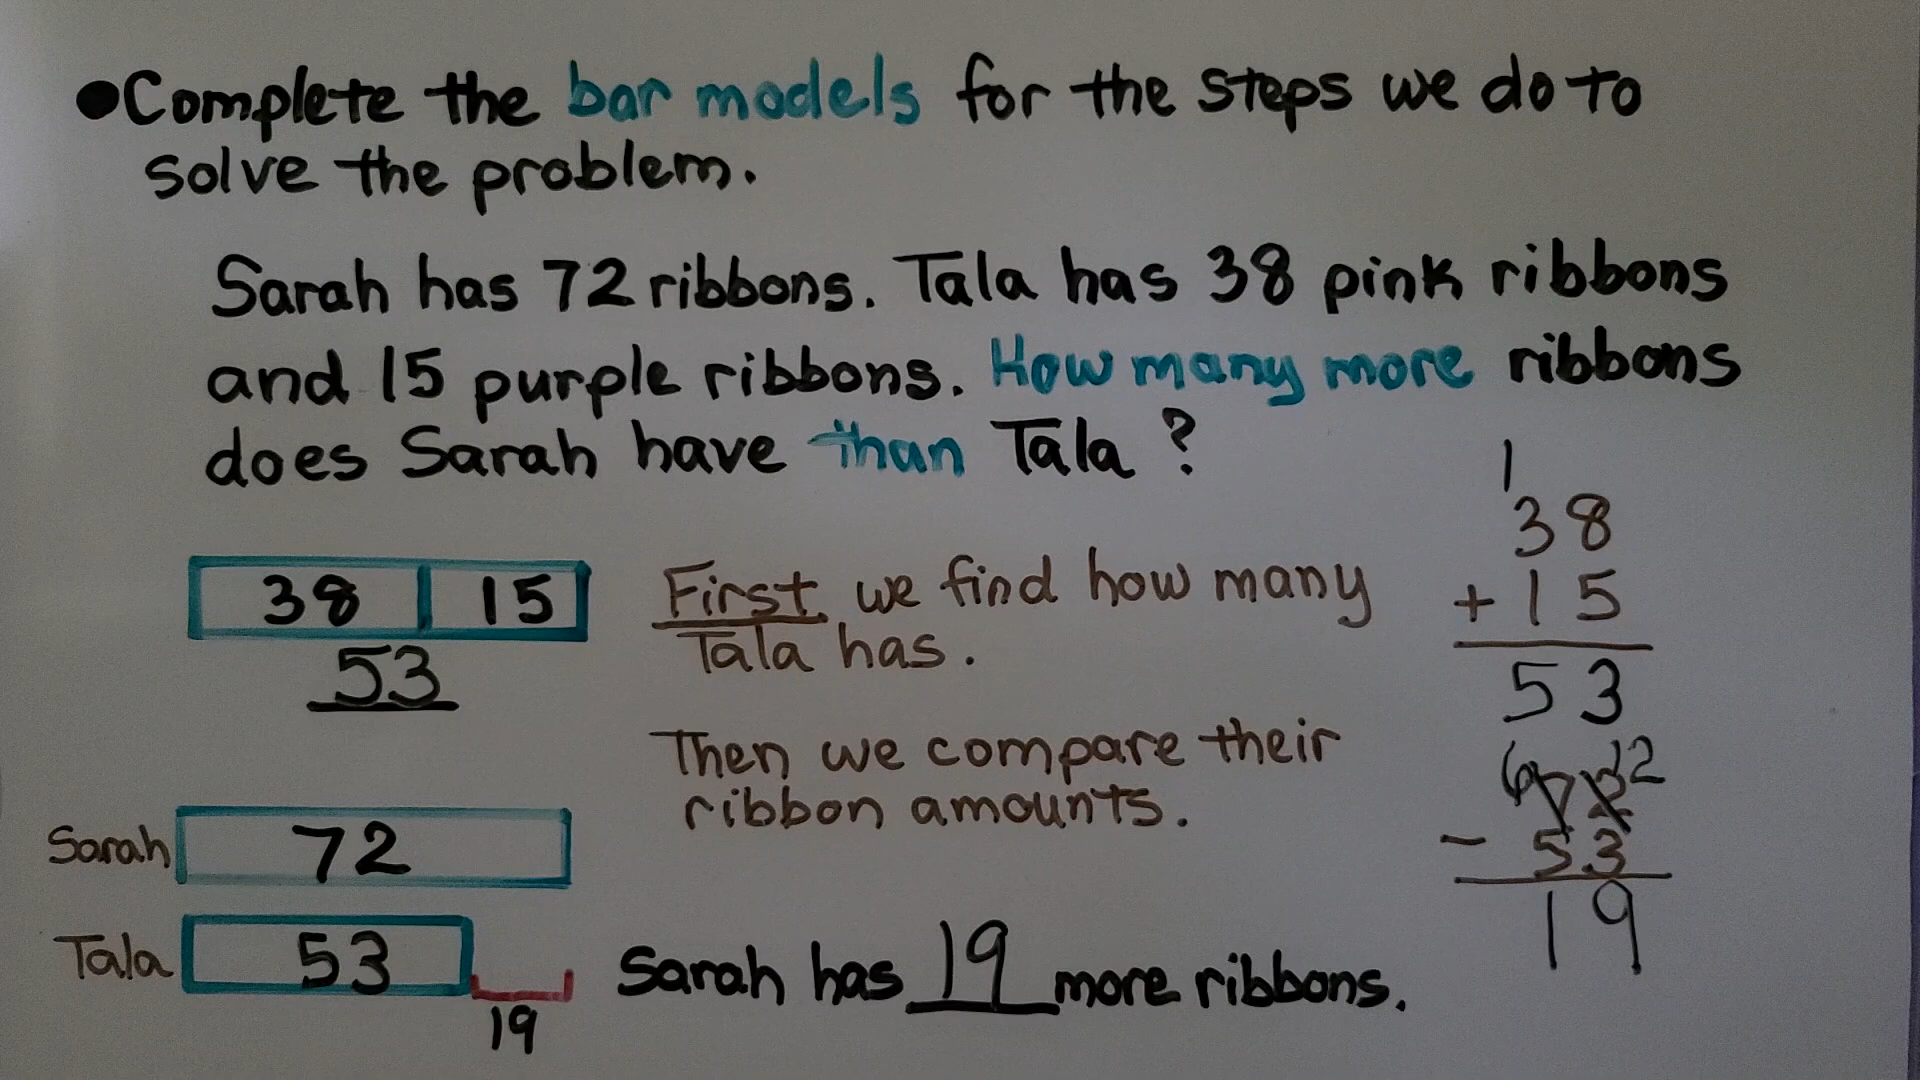 ●Complete the bar models for the steps we do to
solve the problem.
Sarah has 72 ribbons. Tala has 38 pink ribbons
and 15 purple ribbons. How many more ribbons
does Sarah have than Tala?
38 15
53
First we find how many
Tala has.
1
38
+15
53
Then we compare their
ribbon amounts.
6 12
72
- 53
19
Sarah 72
Tala 53
19
Sarah has 19 more ribbons.